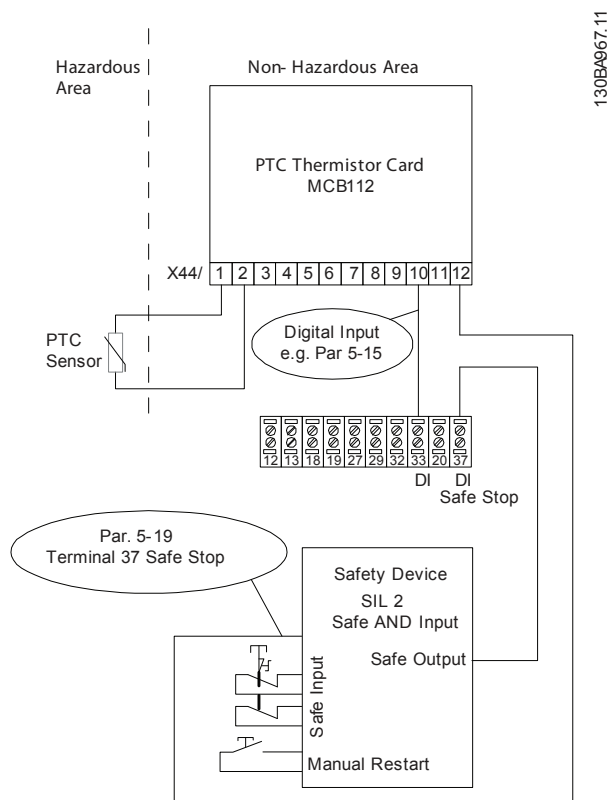 130BA967.11
Hazardous
Area
Non- Hazardous Area
PTC Thermistor Card
MCB112
X44/ 1 2 3 4 5 6 7 8 9 10 11 12
PTC
Sensor
Digital Input
e.g. Par 5-15
12 13 18 19 27 29 32 33 20 37
DI DI
Safe Stop
Par. 5-19
Terminal 37 Safe Stop
Safety Device
SIL 2
Safe AND Input
Safe Output
Safe Input
Manual Restart